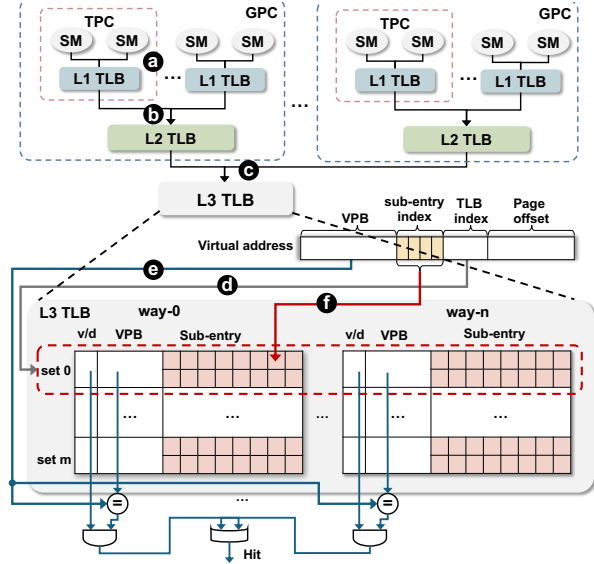 GPC
TPC
SM SM
SM SM
a
L1 TLB
...
L1 TLB
b
L2 TLB
...
GPC
TPC
SM SM
SM SM
L1 TLB
...
L1 TLB
L2 TLB
c
L3 TLB
VPB
sub-entry index
TLB index
Page offset
Virtual address
e
d
f
L3 TLB
way-0
way-n
v/d VPB Sub-entry
v/d VPB Sub-entry
set 0
... ...
...
... ...
set m
=
...
=
Hit